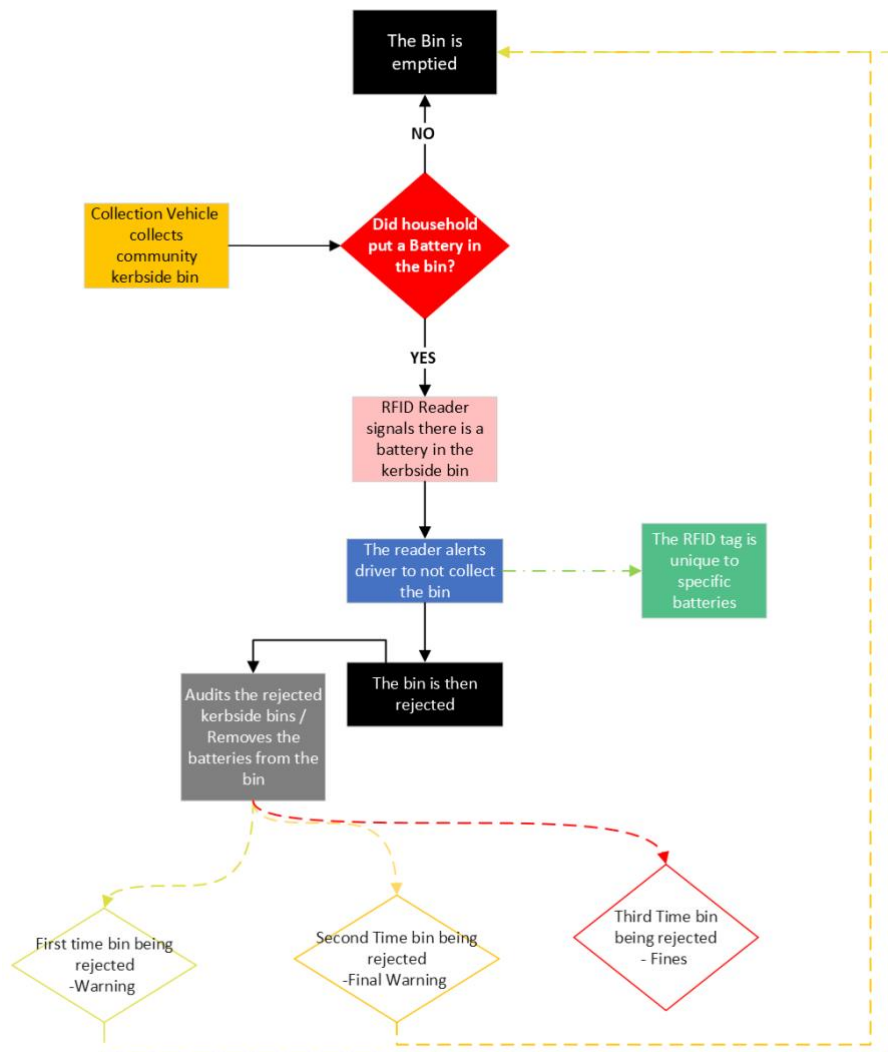 The Bin is
emptied
NO
Collection Vehicle
collects
community
kerbside bin
Did household
put a Battery in
the bin?
YES
RFID Reader
signals there is a
battery in the
kerbside bin
The reader alerts
driver to not collect
the bin
The RFID tag is
unique to
specific
batteries
The bin is then
rejected
Audits the rejected
kerbside bins /
Removes the
batteries from the
bin
First time bin being
rejected
-Warning
Second Time bin being
rejected
-Final Warning
Third Time bin
being rejected
- Fines